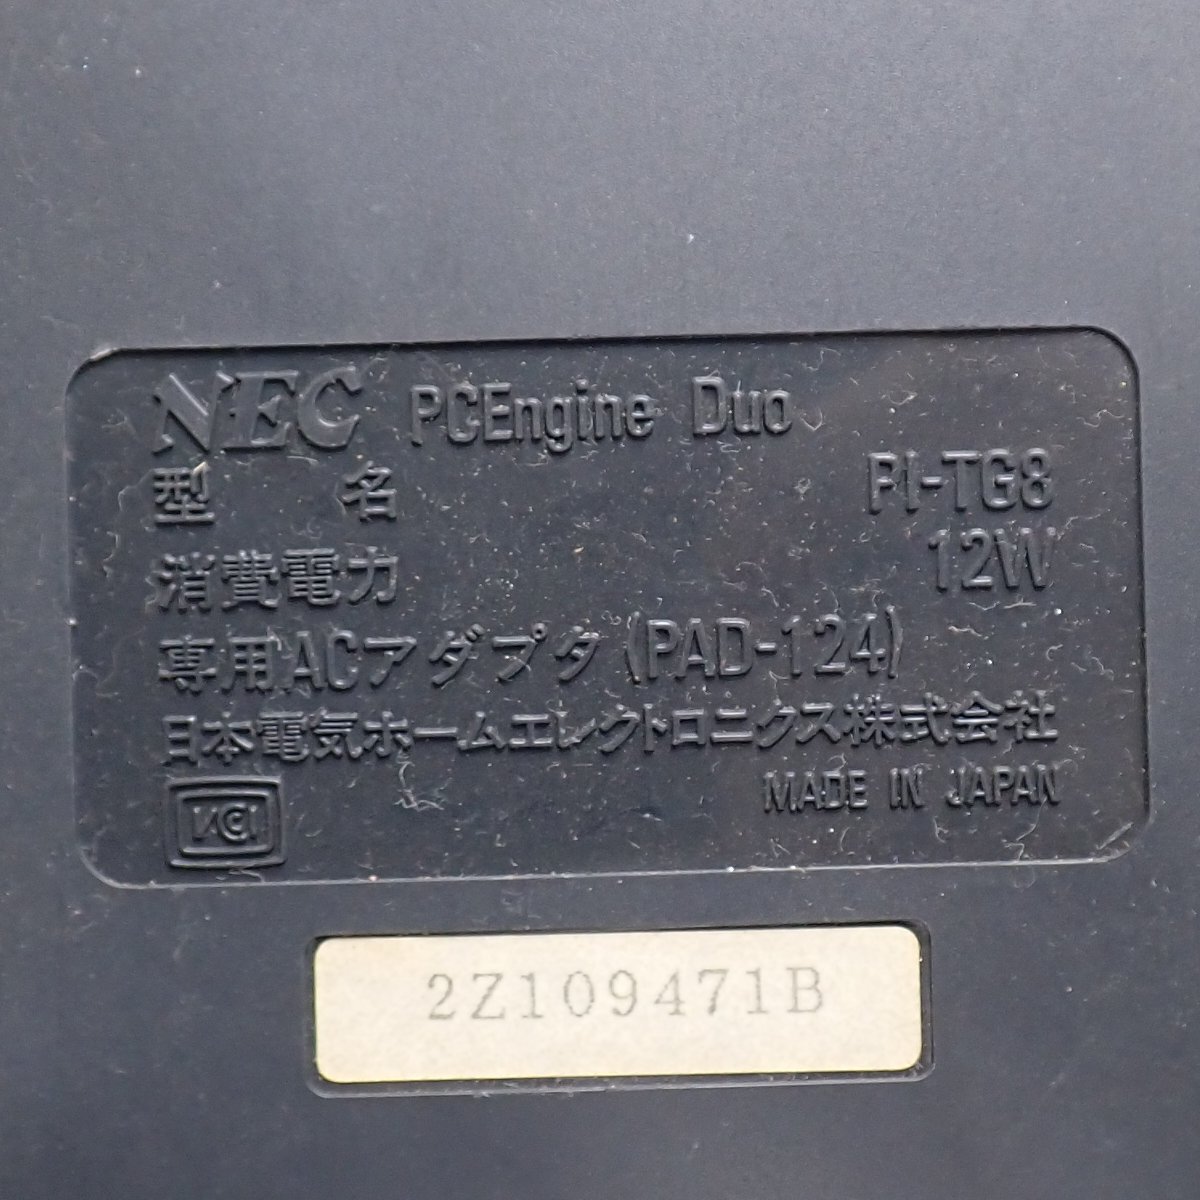 NEC PCEngine Duo
型名 PI-TG8
消費電力 12W
専用ACアダプタ(PAD-124)
日本電気ホームエレクトロニクス株式会社
MADE IN JAPAN
VCCI
2Z109471B